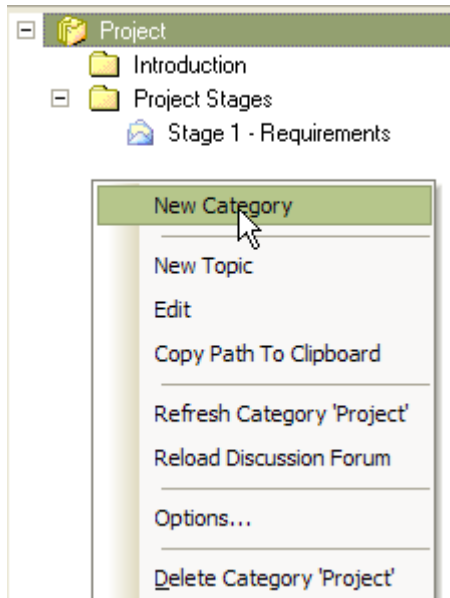 Project
Introduction
Project Stages
Stage 1 - Requirements
New Category
New Topic
Edit
Copy Path To Clipboard
Refresh Category 'Project'
Reload Discussion Forum
Options...
Delete Category 'Project'